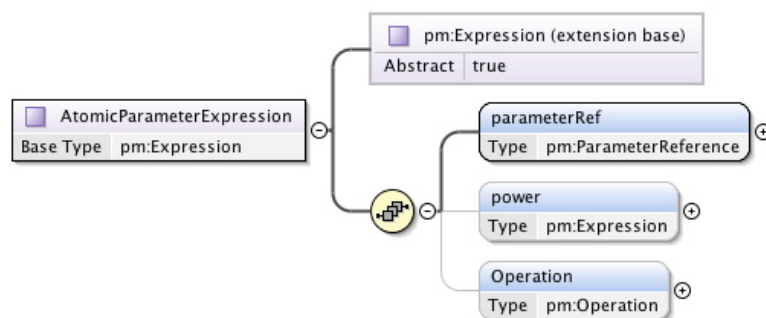 pm:Expression (extension base)
Abstract true
AtomicParameterExpression
Base Type pm:Expression
parameterRef
Type pm:ParameterReference
power
Type pm:Expression
Operation
Type pm:Operation